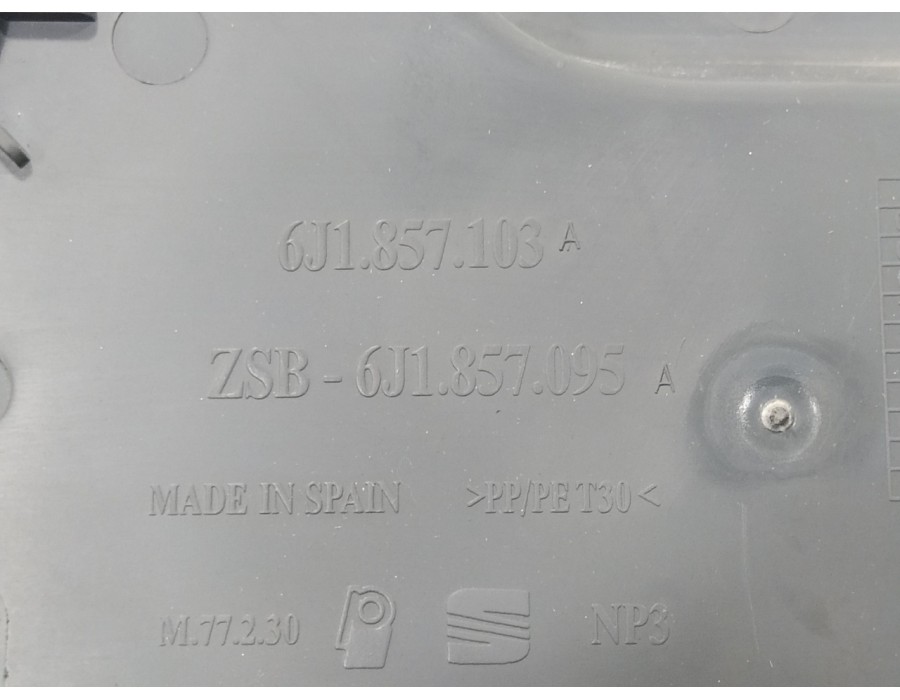 6J1.857.103 A
ZSB - 6J1.857.095 A
MADE IN SPAIN >PP/PE T30<
M.77.2.30 NP3